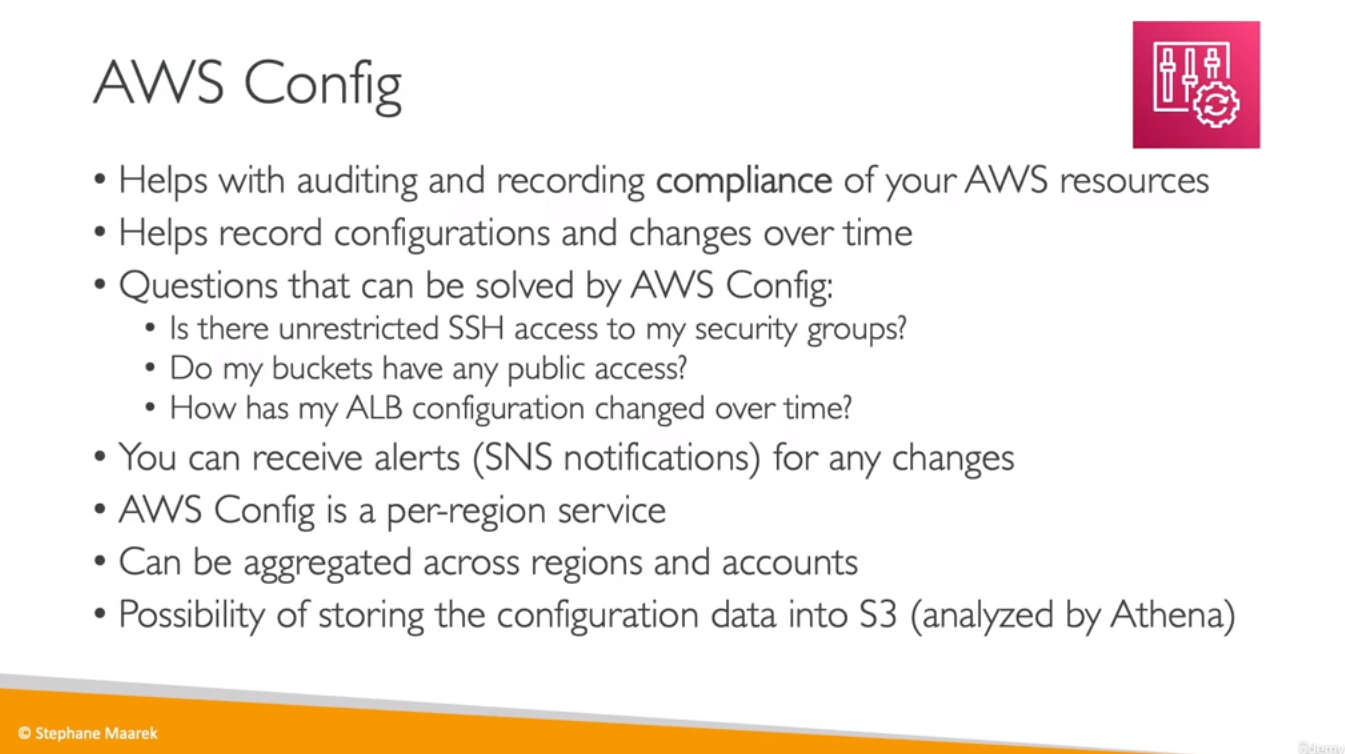 AWS Config
• Helps with auditing and recording compliance of your AWS resources
• Helps record configurations and changes over time
• Questions that can be solved by AWS Config:
• Is there unrestricted SSH access to my security groups?
• Do my buckets have any public access?
• How has my ALB configuration changed over time?
• You can receive alerts (SNS notifications) for any changes
• AWS Config is a per-region service
• Can be aggregated across regions and accounts
• Possibility of storing the configuration data into S3 (analyzed by Athena)
© Stephane Maarek
ûdemy